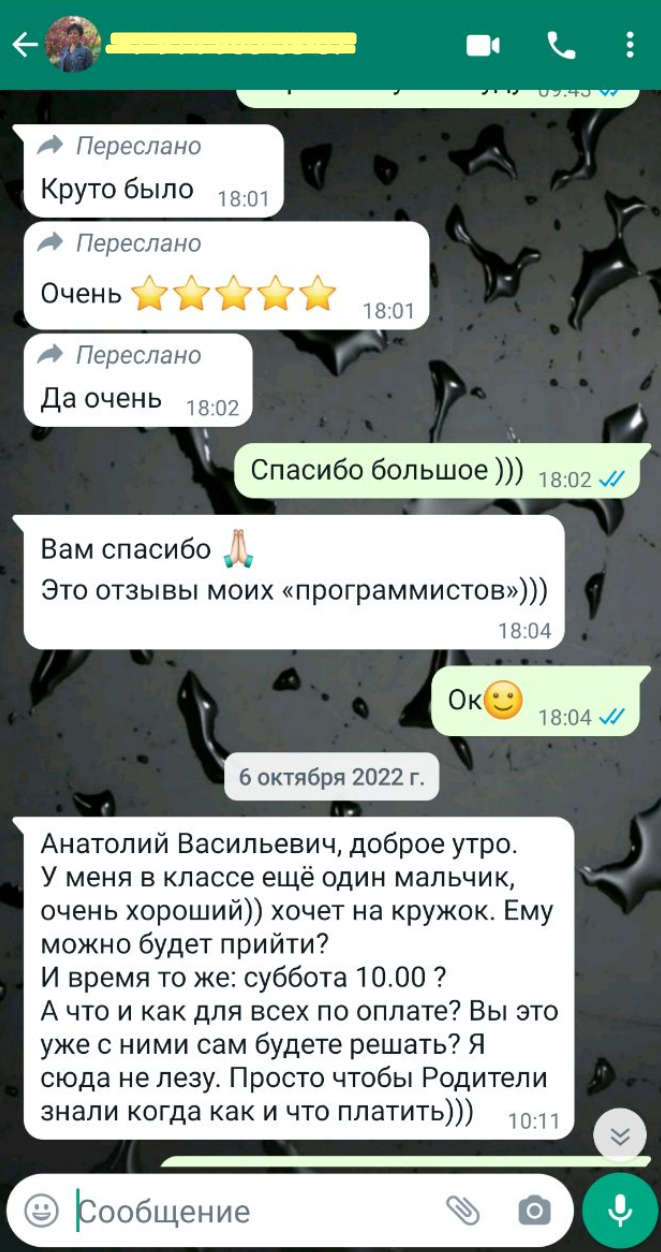 09:43
Переслано
Круто было 18:01
Переслано
Очень ⭐⭐⭐⭐⭐ 18:01
Переслано
Да очень 18:02
Спасибо большое ))) 18:02
Вам спасибо 🙏🏻
Это отзывы моих «программистов»)))
18:04
Ок🙂 18:04
6 октября 2022 г.
Анатолий Васильевич, доброе утро.
У меня в классе ещё один мальчик,
очень хороший)) хочет на кружок. Ему
можно будет прийти?
И время то же: суббота 10.00 ?
А что и как для всех по оплате? Вы это
уже с ними сам будете решать? Я
сюда не лезу. Просто чтобы Родители
знали когда как и что платить))) 10:11
Сообщение